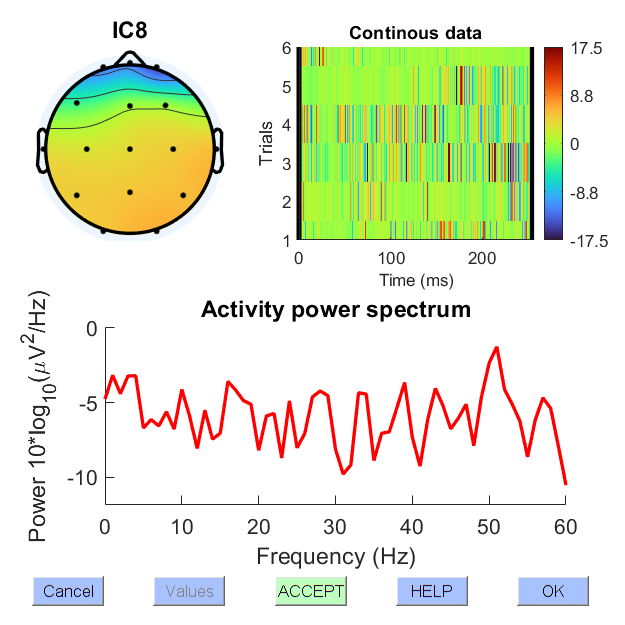 IC8
Continous data
6
5
4
3
2
1
Trials
0
100
200
Time (ms)
17.5
8.8
0
-8.8
-17.5
Activity power spectrum
0
-5
-10
Power 10*log10(μV2/Hz)
0
10
20
30
40
50
60
Frequency (Hz)
Cancel
Values
ACCEPT
HELP
OK